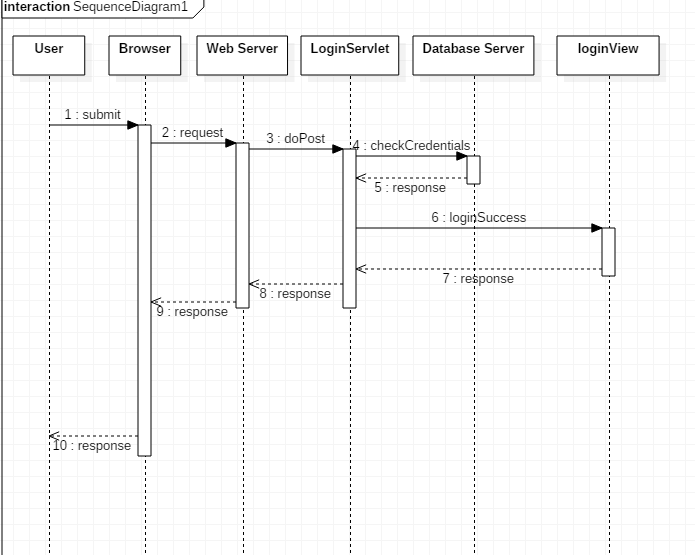 interaction SequenceDiagram1
User
Browser
Web Server
LoginServlet
Database Server
loginView
1 : submit
2 : request
3 : doPost
4 : checkCredentials
5 : response
6 : loginSuccess
7 : response
8 : response
9 : response
10 : response